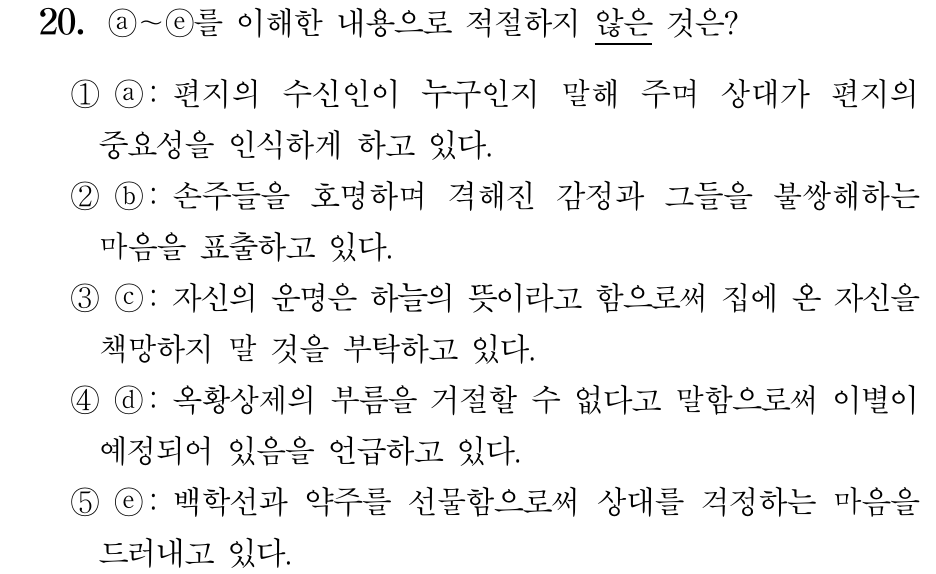 20. ⓐ~ⓔ를 이해한 내용으로 적절하지 않은 것은?
① ⓐ: 편지의 수신인이 누구인지 말해 주며 상대가 편지의
중요성을 인식하게 하고 있다.
② ⓑ: 손주들을 호명하며 격해진 감정과 그들을 불쌍해하는
마음을 표출하고 있다.
③ ⓒ: 자신의 운명은 하늘의 뜻이라고 함으로써 집에 온 자신을
책망하지 말 것을 부탁하고 있다.
④ ⓓ: 옥황상제의 부름을 거절할 수 없다고 말함으로써 이별이
예정되어 있음을 언급하고 있다.
⑤ ⓔ: 백학선과 약주를 선물함으로써 상대를 걱정하는 마음을
드러내고 있다.